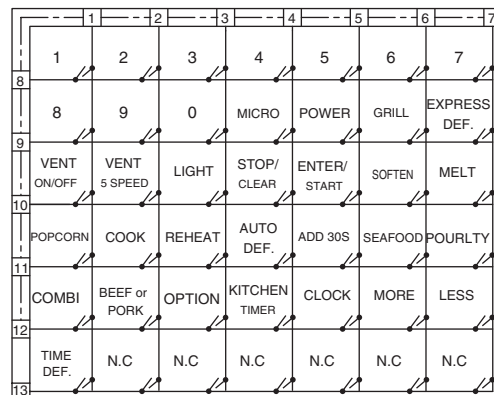 1 2 3 4 5 6 7
1 2 3 4 5 6 7
8
8 9 0 MICRO POWER GRILL EXPRESS DEF.
9
VENT ON/OFF VENT 5 SPEED LIGHT STOP/ CLEAR ENTER/ START SOFTEN MELT
10
POPCORN COOK REHEAT AUTO DEF. ADD 30S SEAFOOD POURLTY
11
COMBI BEEF or PORK OPTION KITCHEN TIMER CLOCK MORE LESS
12
TIME DEF. N.C N.C N.C N.C N.C N.C
13